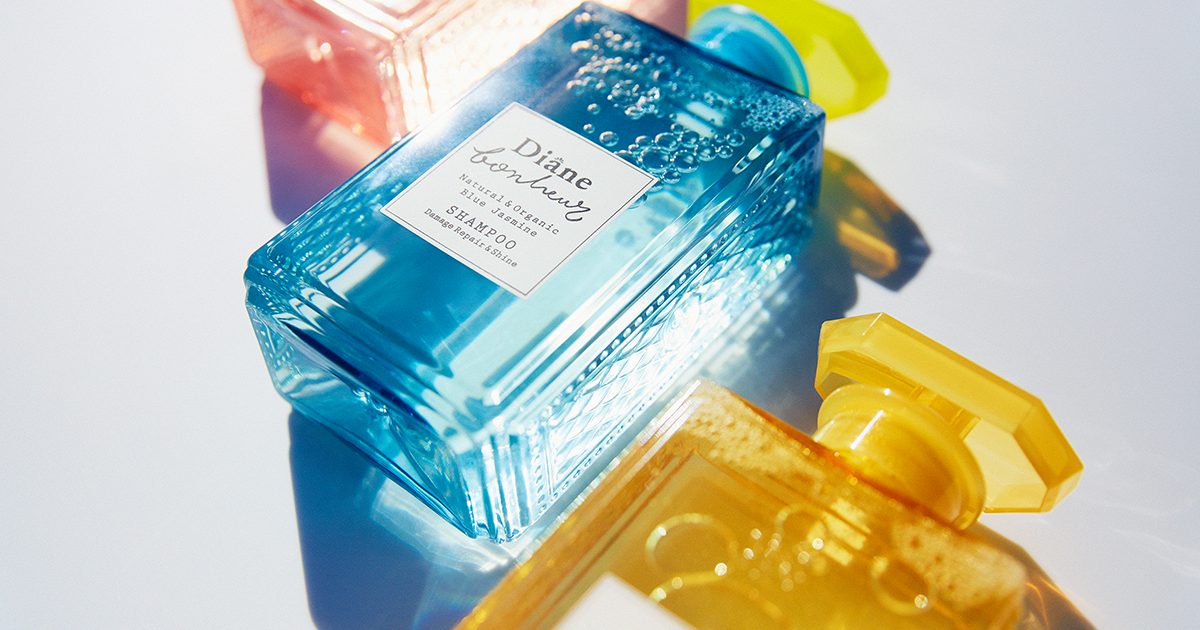 Diane
bonheur
Natural & Organic
Blue Jasmine
SHAMPOO
Damage Repair & Shine